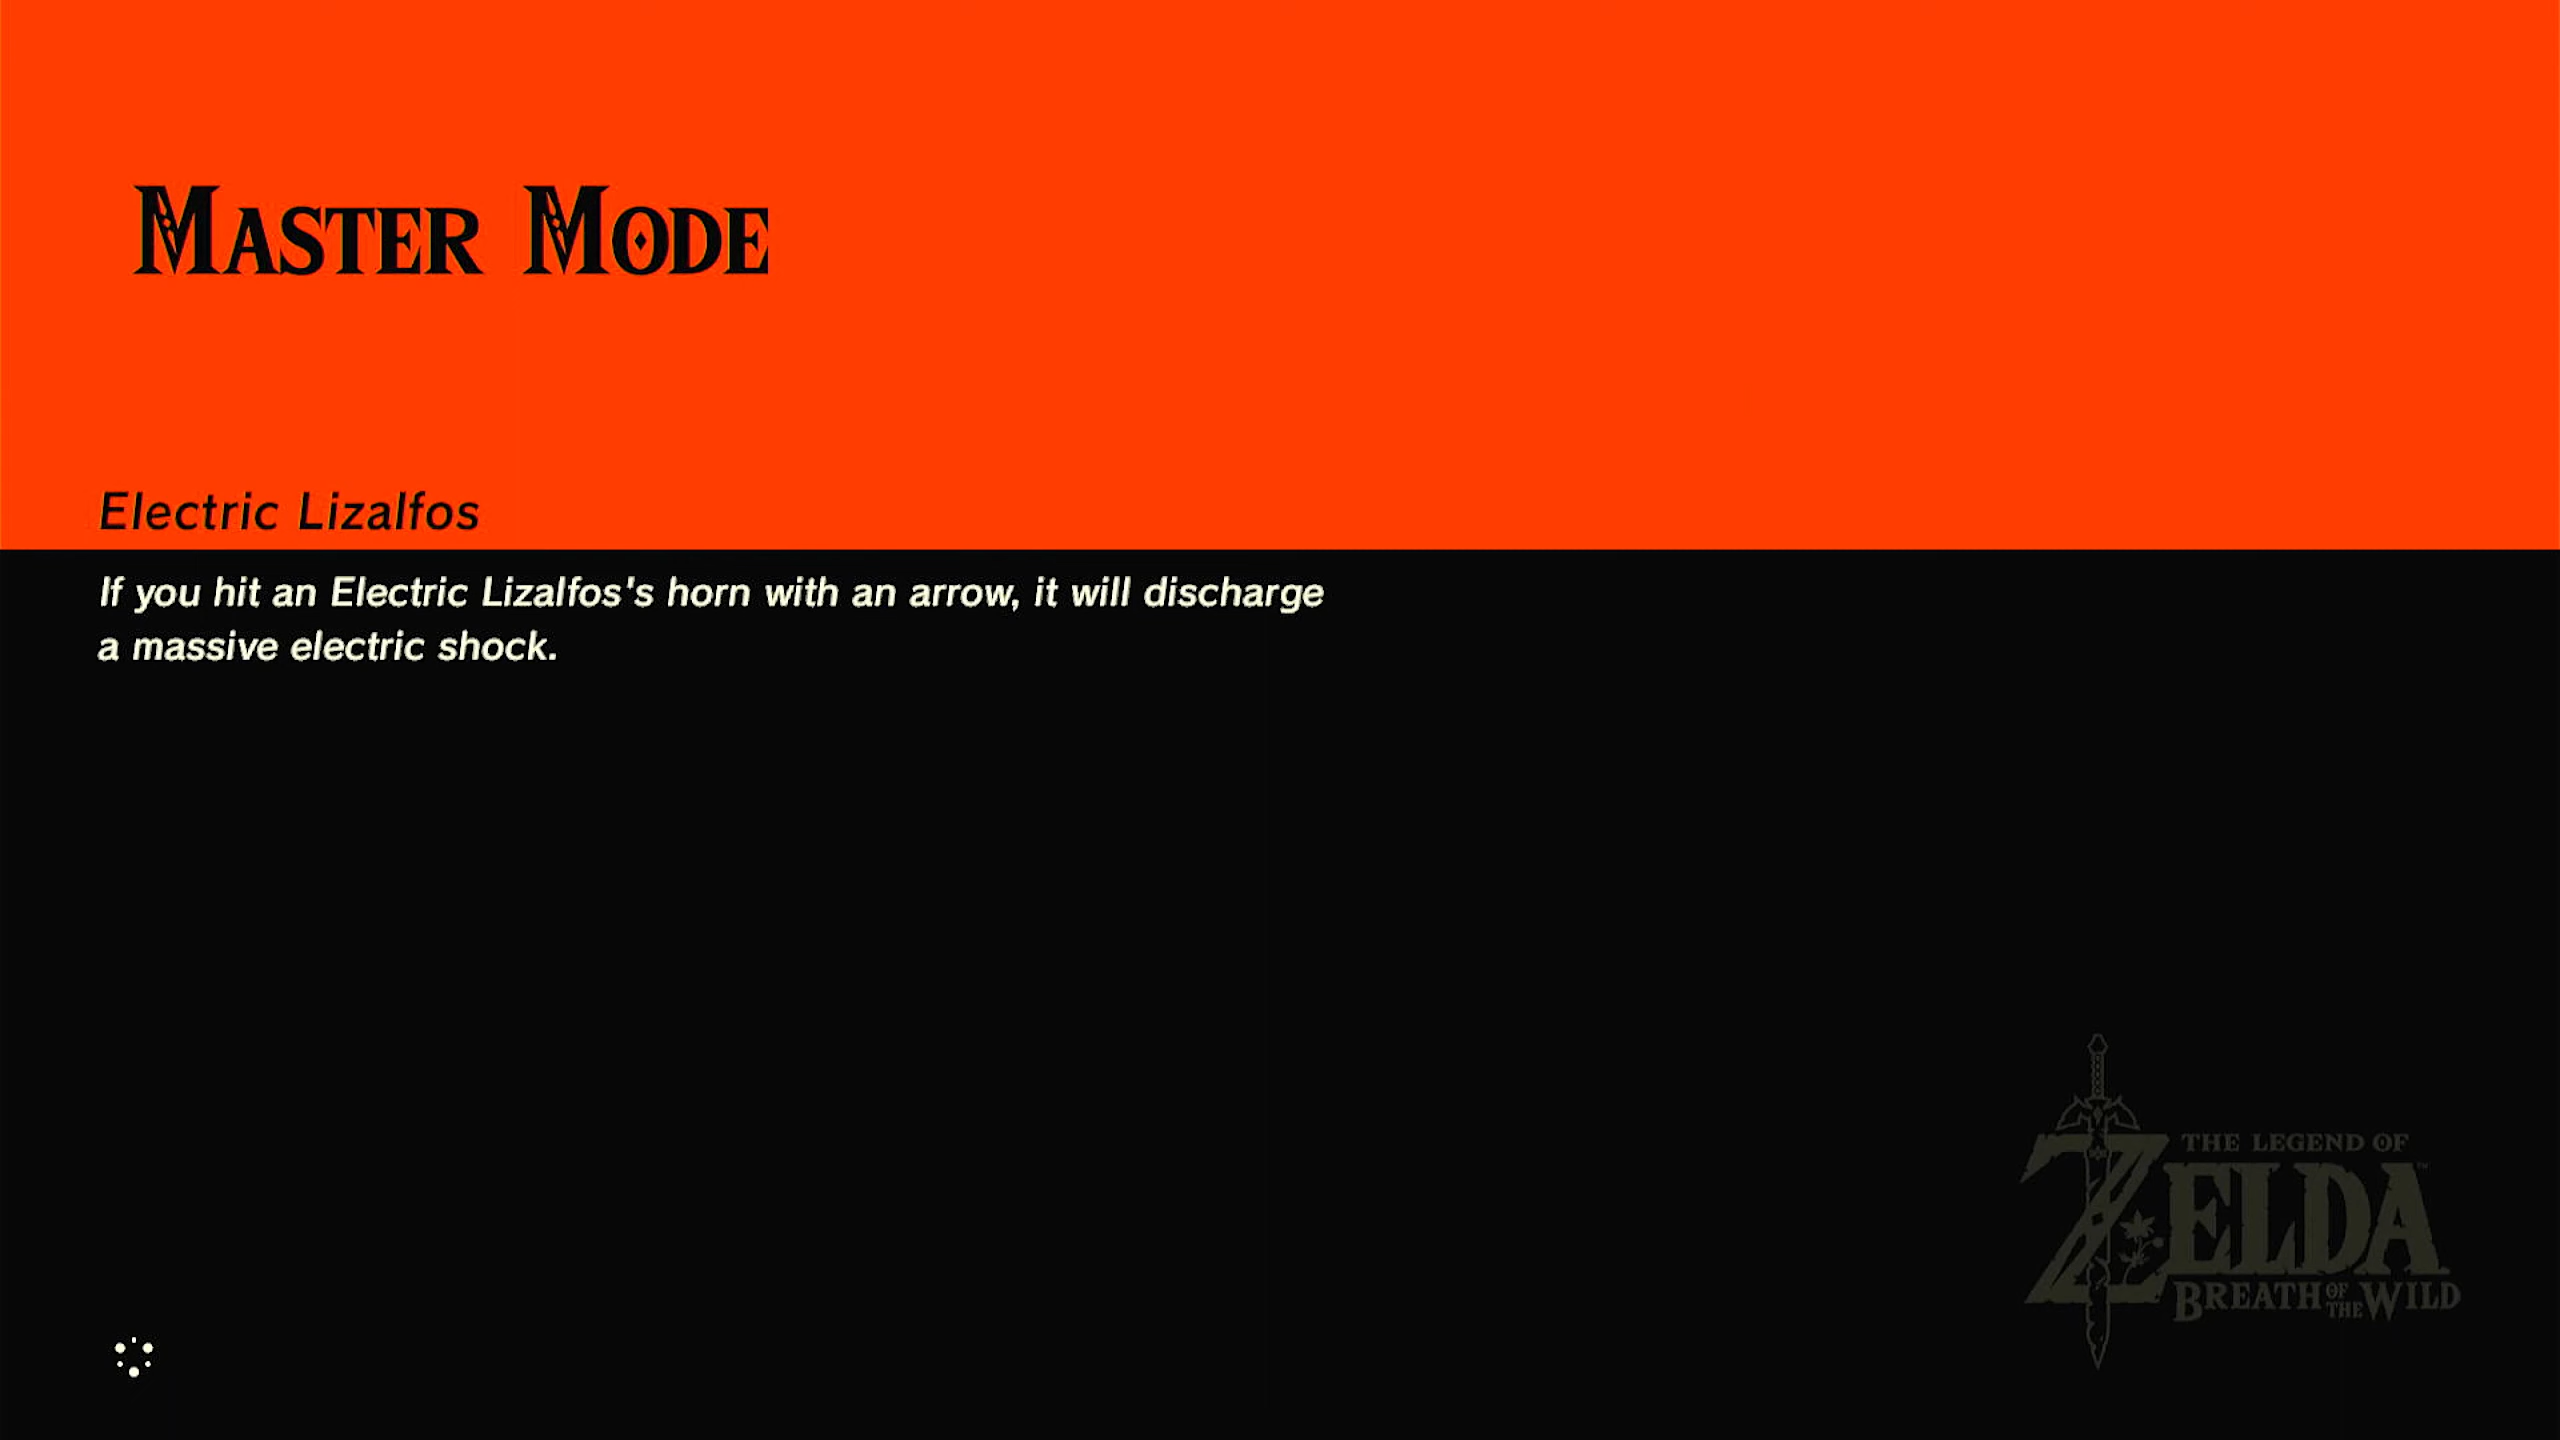 MASTER MODE
Electric Lizalfos
If you hit an Electric Lizalfos's horn with an arrow, it will discharge
a massive electric shock.
THE LEGEND OF
ZELDA™
BREATH OF THE WILD